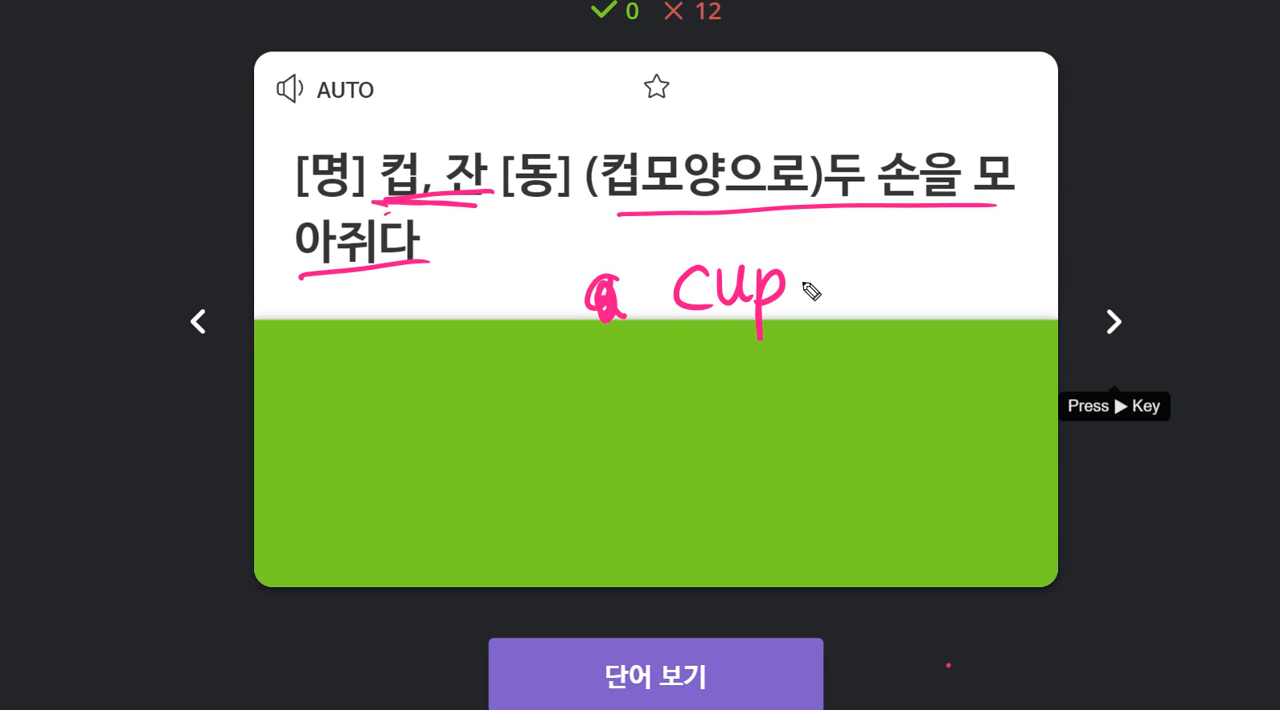 0 12
AUTO
[명] 컵, 잔 [동] (컵모양으로)두 손을 모
아쥐다
a cup
Press Key
단어 보기